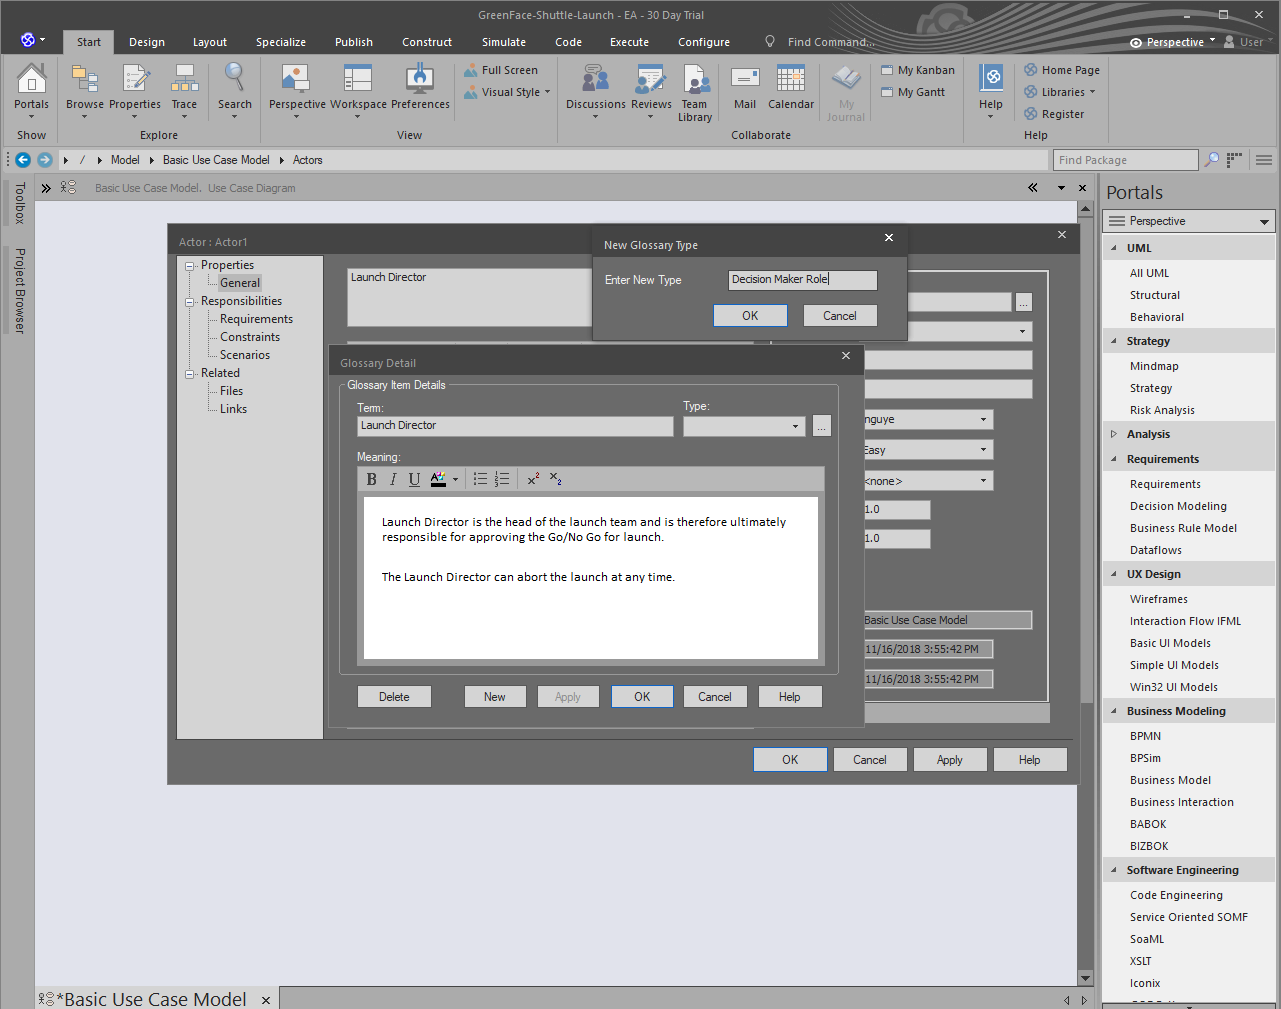 GreenFace-Shuttle-Launch - EA - 30 Day Trial
Start Design Layout Specialize Publish Construct Simulate Code Execute Configure Find Command... Perspective User
Portals Browse Properties Trace Search Perspective Workspace Preferences Full Screen Visual Style Discussions Reviews Team Library Mail Calendar My Journal My Kanban My Gantt Help Home Page Libraries Register
Show Explore View Collaborate Help
/ Model Basic Use Case Model Actors Find Package
Toolbox
Project Browser
Basic Use Case Model. Use Case Diagram
Actor : Actor1
Properties
General
Responsibilities
Requirements
Constraints
Scenarios
Related
Files
Links
Launch Director
New Glossary Type
Enter New Type Decision Maker Role
OK Cancel
...
Glossary Detail
Glossary Item Details
Term: Type:
Launch Director ...
Meaning:
B I U A x² x₂
Launch Director is the head of the launch team and is therefore ultimately
responsible for approving the Go/No Go for launch.
The Launch Director can abort the launch at any time.
Delete New Apply OK Cancel Help
nguye
Easy
<none>
1.0
1.0
Basic Use Case Model
11/16/2018 3:55:42 PM
11/16/2018 3:55:42 PM
OK Cancel Apply Help
*Basic Use Case Model
Portals
Perspective
UML
All UML
Structural
Behavioral
Strategy
Mindmap
Strategy
Risk Analysis
Analysis
Requirements
Requirements
Decision Modeling
Business Rule Model
Dataflows
UX Design
Wireframes
Interaction Flow IFML
Basic UI Models
Simple UI Models
Win32 UI Models
Business Modeling
BPMN
BPSim
Business Model
Business Interaction
BABOK
BIZBOK
Software Engineering
Code Engineering
Service Oriented SOMF
SoaML
XSLT
Iconix